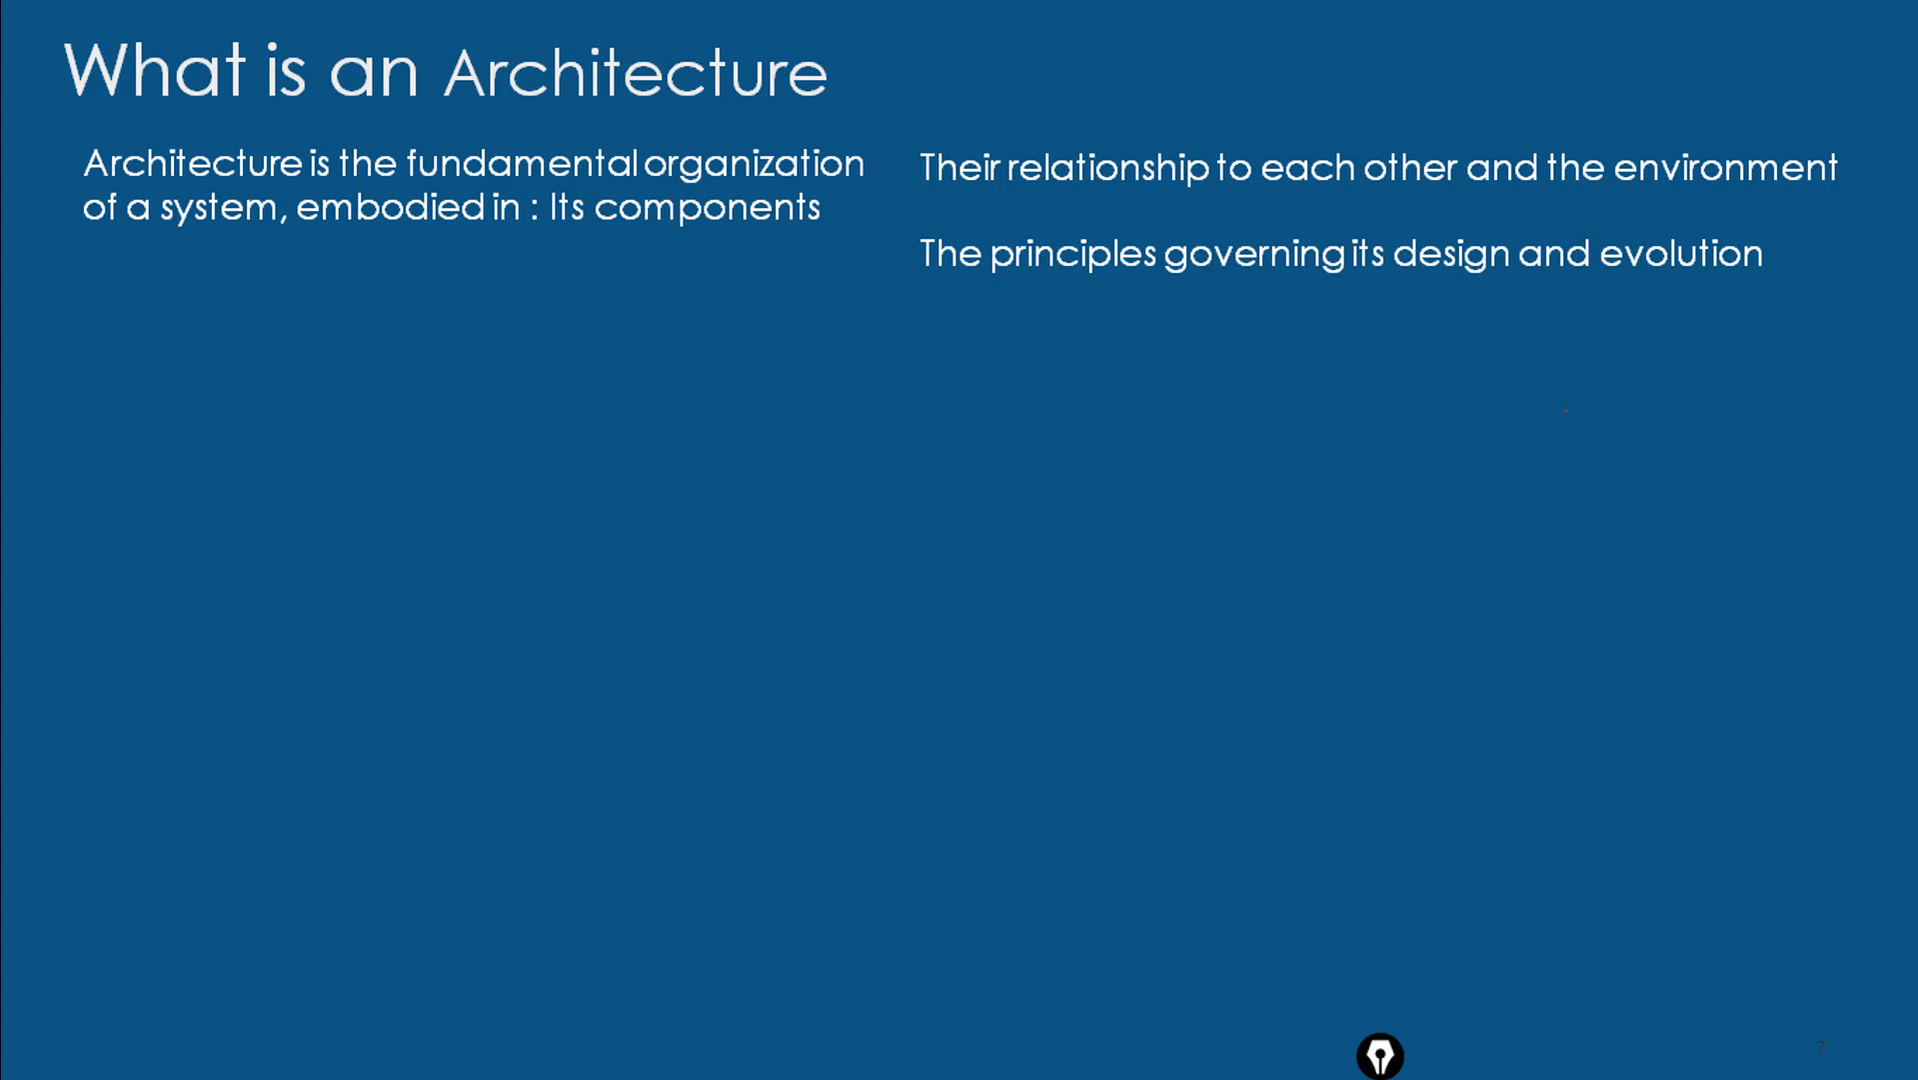 What is an Architecture
Architecture is the fundamental organization
of a system, embodied in : Its components
Their relationship to each other and the environment
The principles governing its design and evolution
7